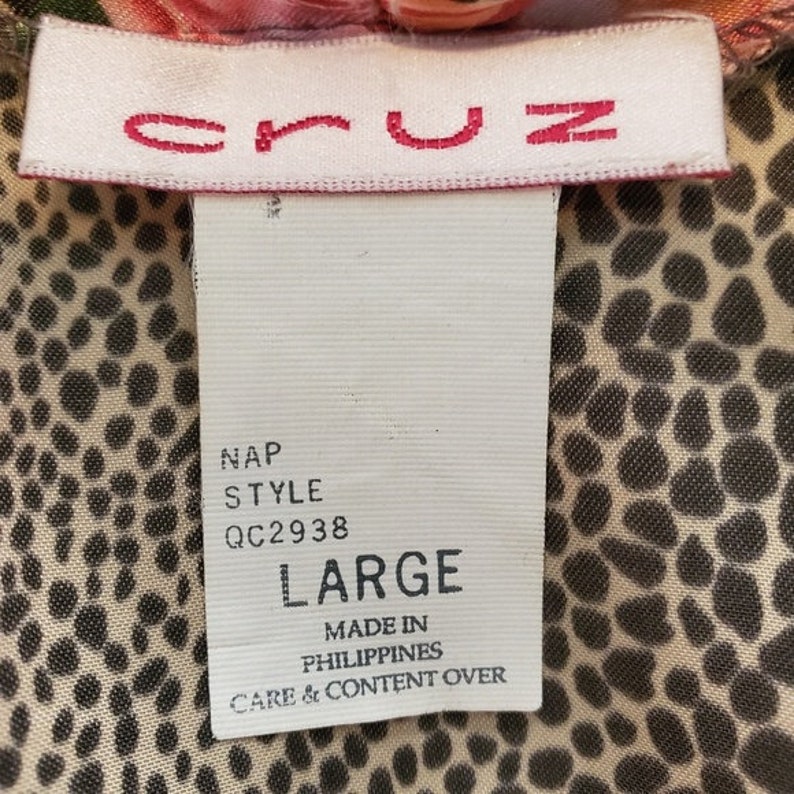 cruz
NAP
STYLE
QC2938
LARGE
MADE IN
PHILIPPINES
CARE & CONTENT OVER